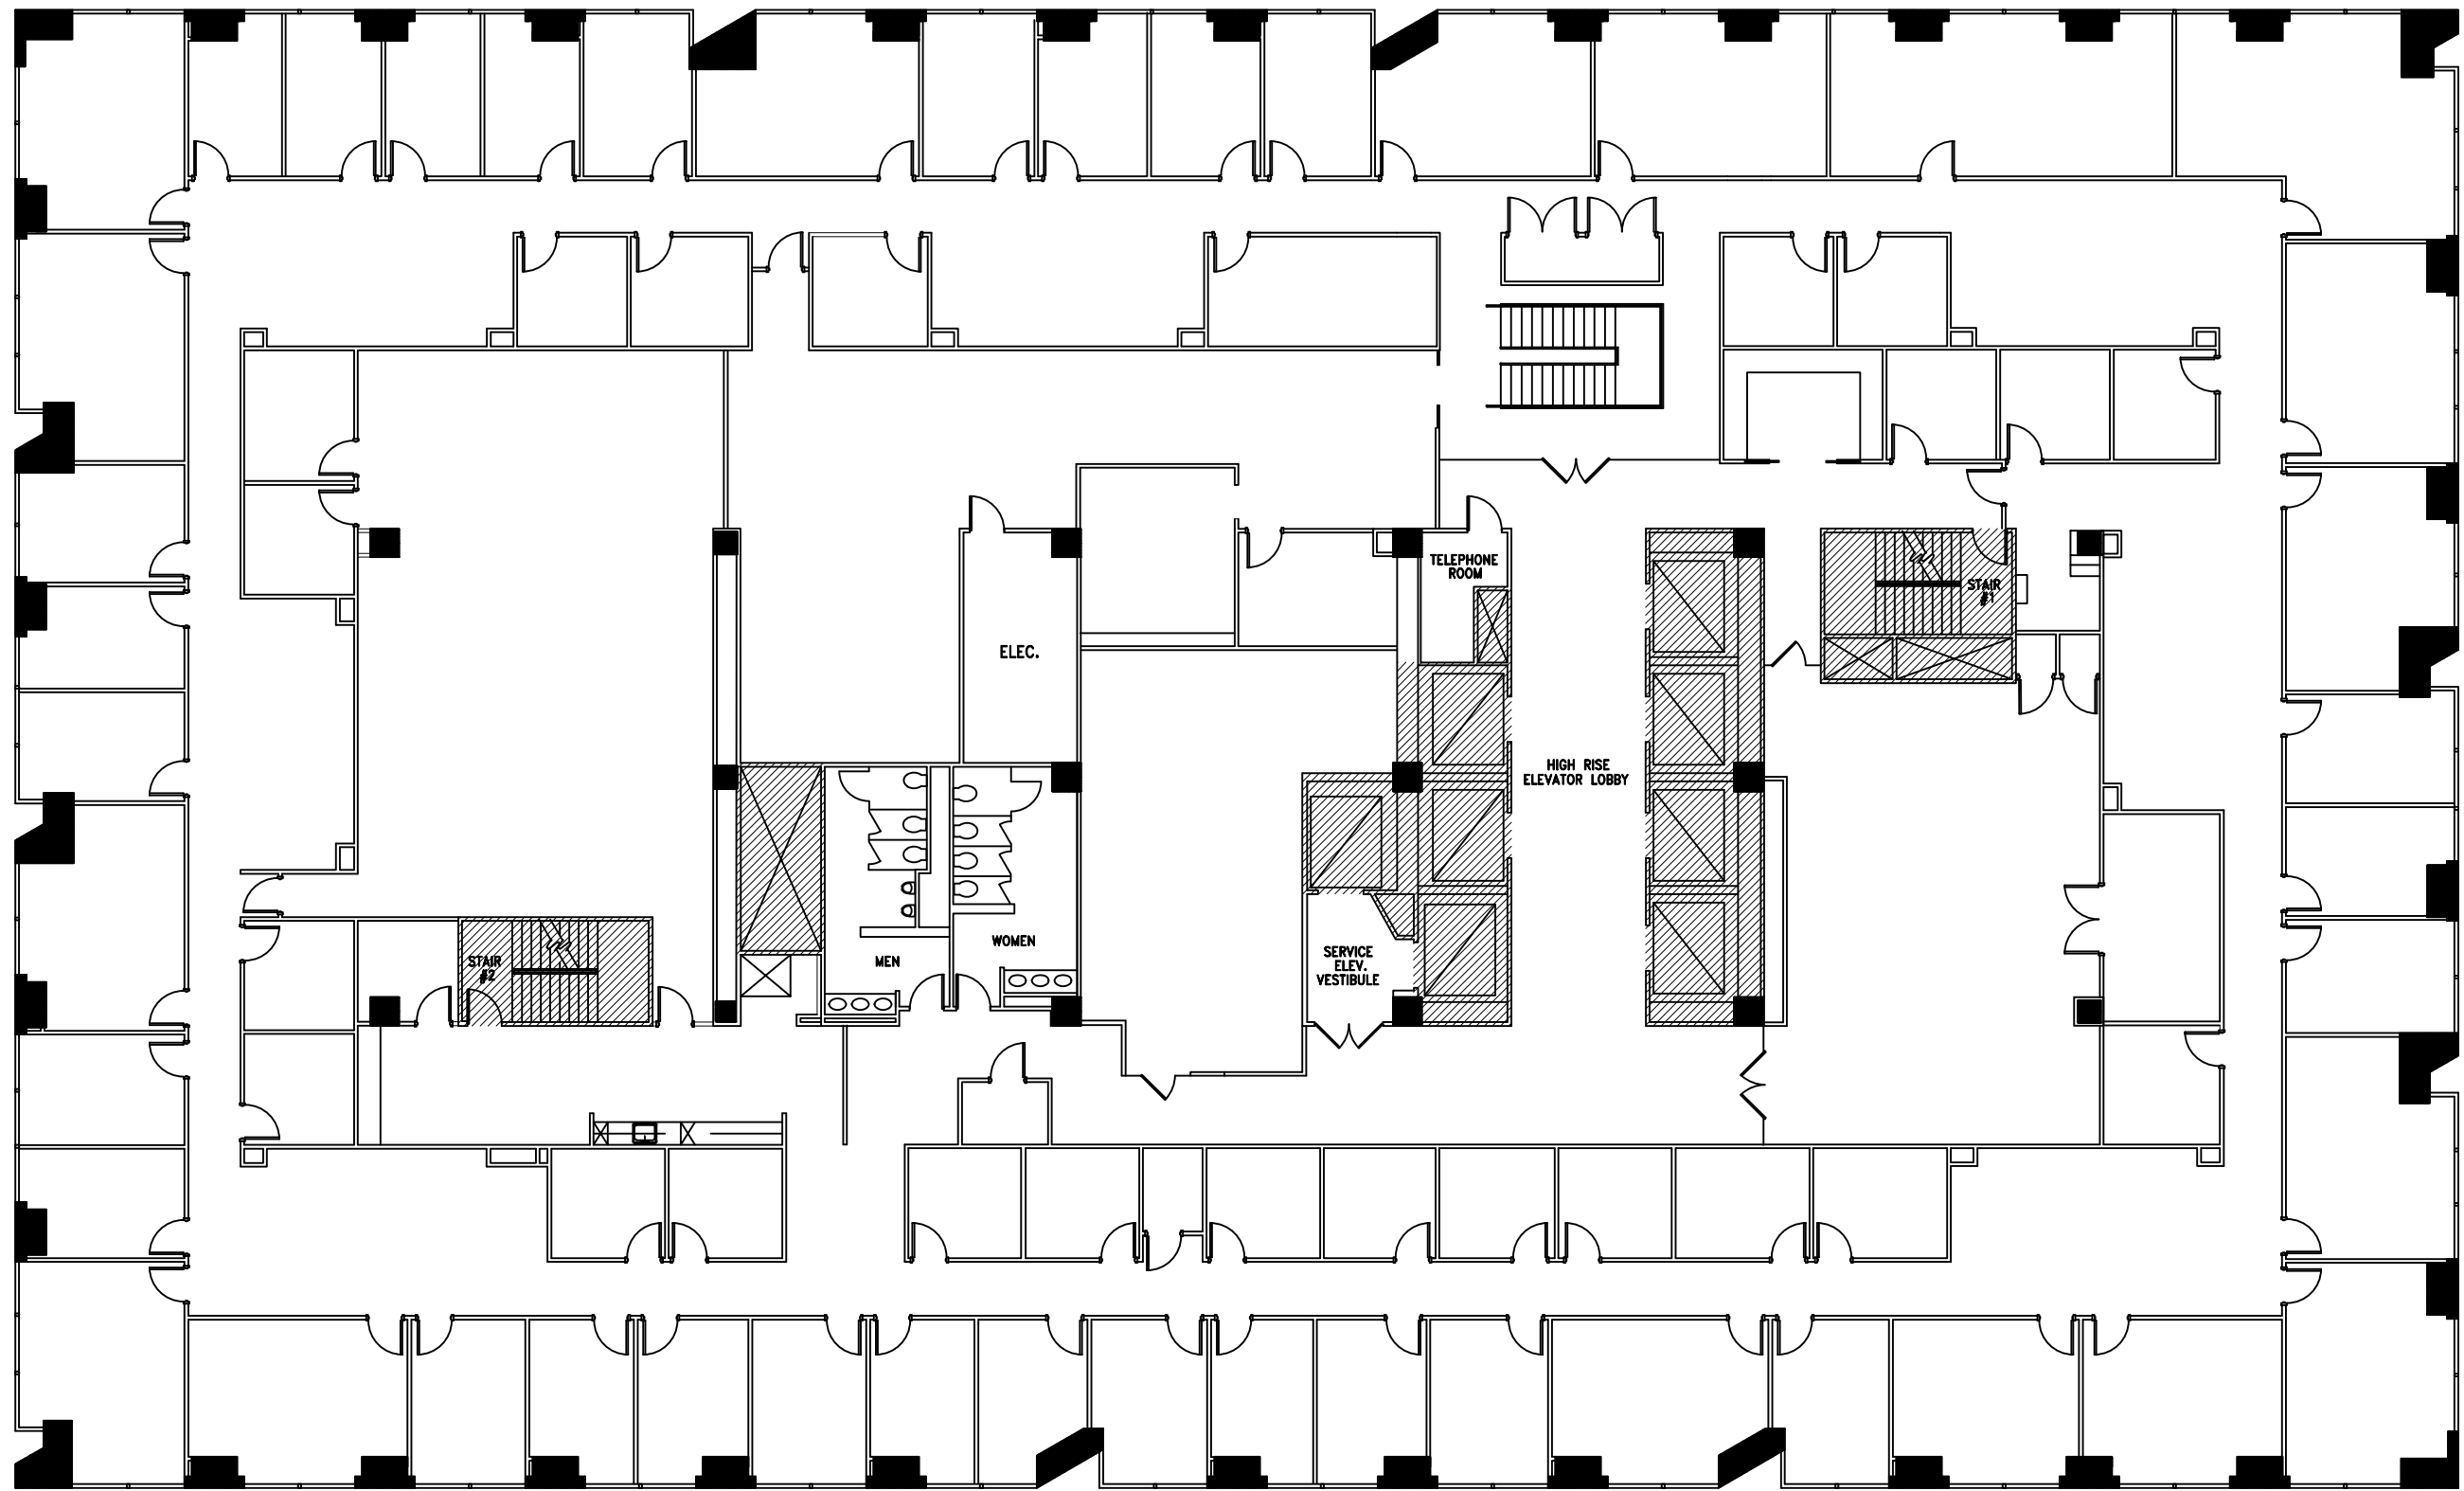 TELEPHONE
ROOM
STAIR
#1
ELEC.
HIGH RISE
ELEVATOR LOBBY
WOMEN
MEN
SERVICE
ELEV.
VESTIBULE
STAIR
#2